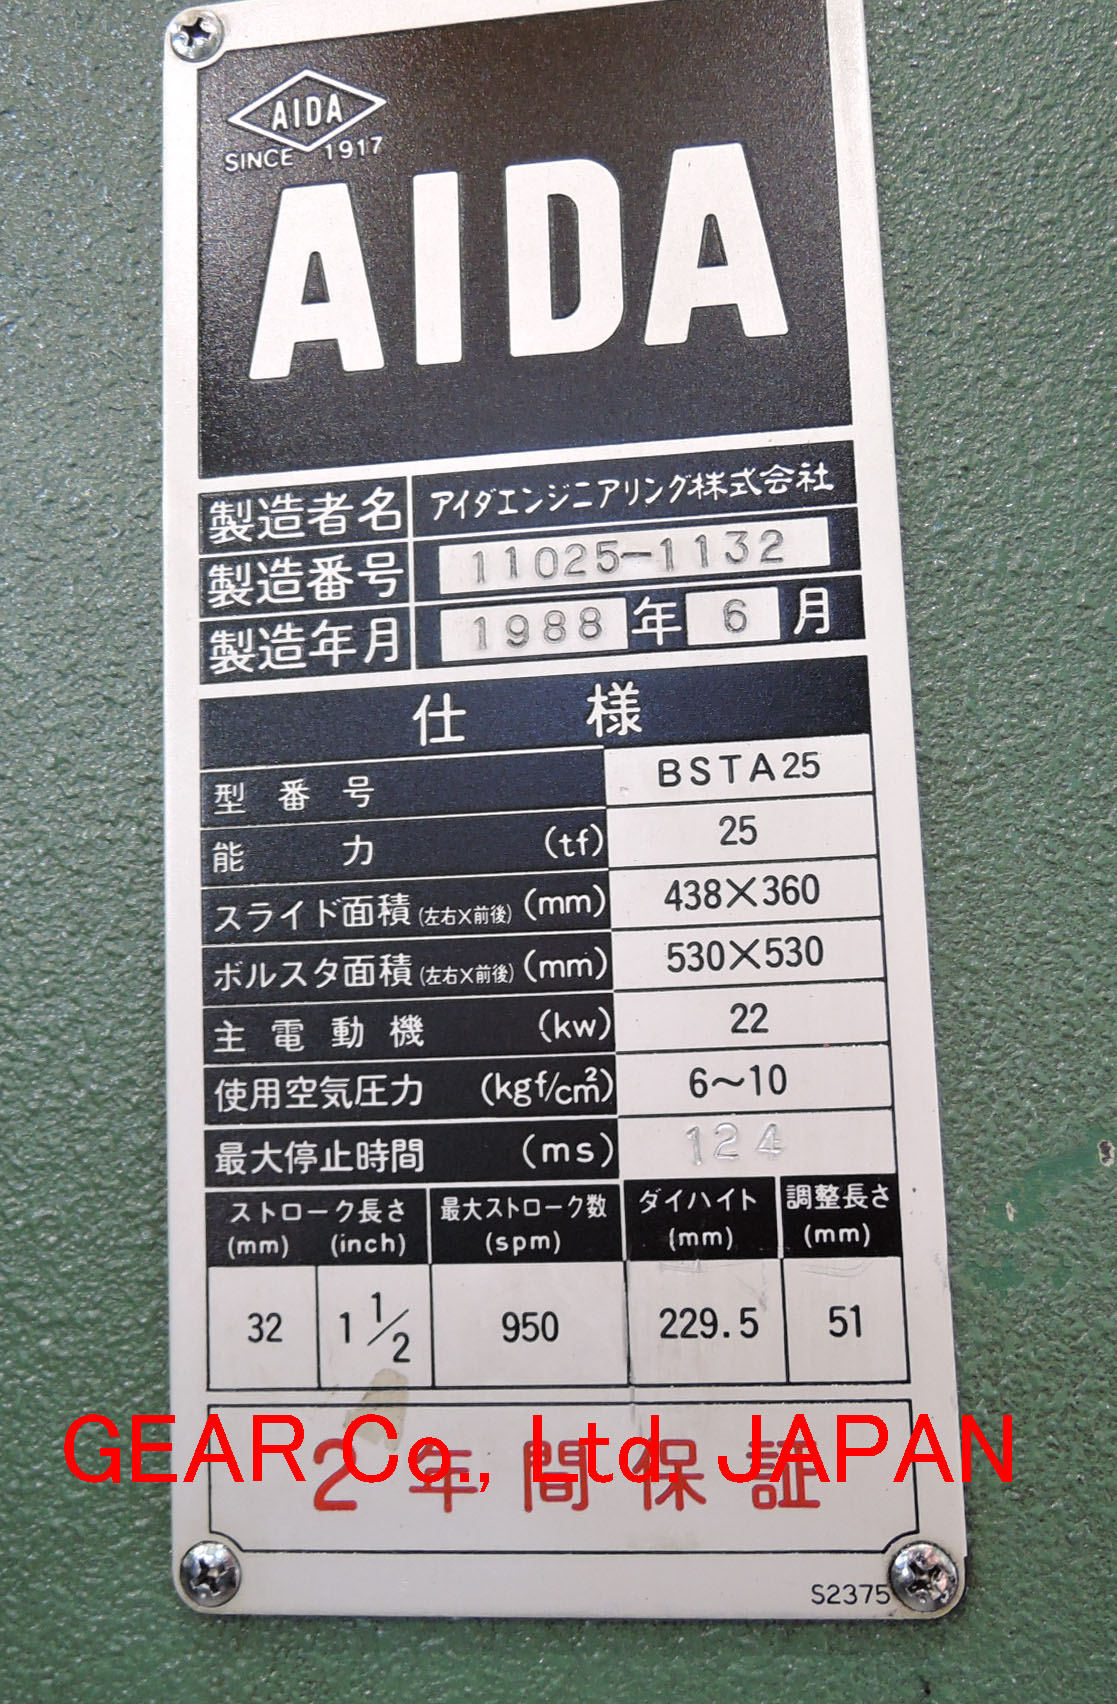 AIDA
SINCE 1917
AIDA
製造者名 アイダエンジニアリング株式会社
製造番号 11025-1132
製造年月 1988年6月
仕様
型番号 BSTA25
能力 (tf) 25
スライド面積(左右×前後) (mm) 438×360
ボルスタ面積(左右×前後) (mm) 530×530
主電動機 (kw) 22
使用空気圧力 (kgf/cm²) 6〜10
最大停止時間 (ms) 124
ストローク長さ 最大ストローク数 ダイハイト 調整長さ
(mm) (inch) (spm) (mm) (mm)
32 1 1/2 950 229.5 51
GEAR Co., Ltd. JAPAN
2年間保証
S2375